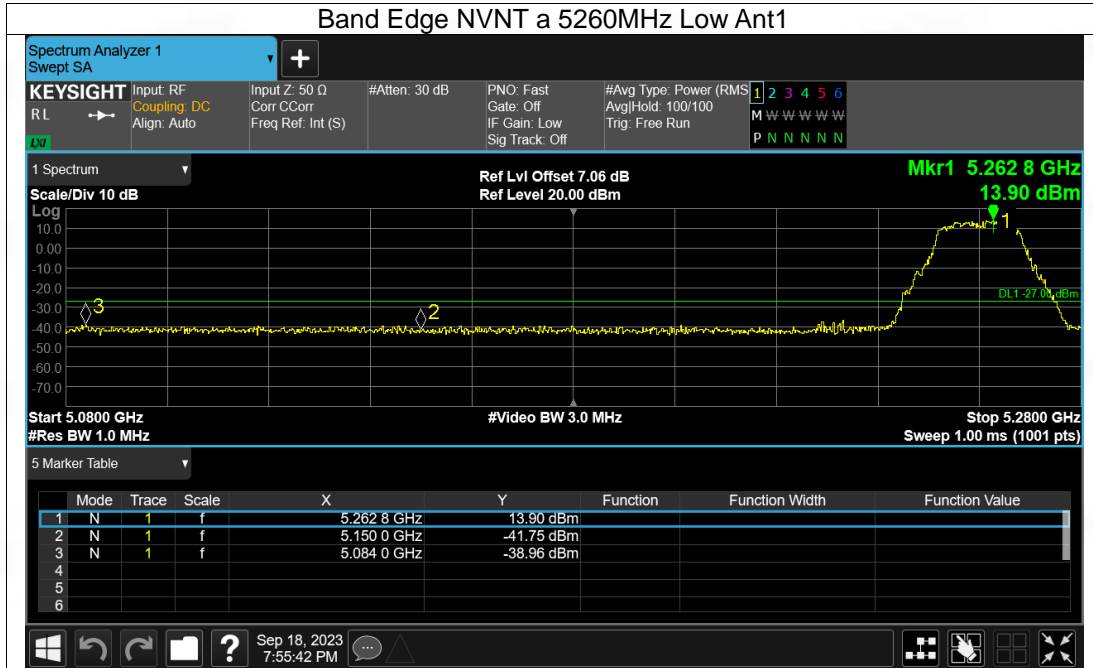 Band Edge NVNT a 5260MHz Low Ant1
Spectrum Analyzer 1
Swept SA
+
KEYSIGHT
RL
LXI
Input: RF
Coupling: DC
Align: Auto
Input Z: 50 Ω
Corr CCorr
Freq Ref: Int (S)
#Atten: 30 dB
PNO: Fast
Gate: Off
IF Gain: Low
Sig Track: Off
#Avg Type: Power (RMS
Avg|Hold: 100/100
Trig: Free Run
1 2 3 4 5 6
M W W W W W W
P N N N N N N
1 Spectrum
Scale/Div 10 dB
Ref Lvl Offset 7.06 dB
Ref Level 20.00 dBm
Mkr1 5.262 8 GHz
13.90 dBm
Log
10.0
0.00
-10.0
-20.0
-30.0
-40.0
-50.0
-60.0
-70.0
1
2
3
DL1 -27.00 dBm
Start 5.0800 GHz
#Video BW 3.0 MHz
Stop 5.2800 GHz
#Res BW 1.0 MHz
Sweep 1.00 ms (1001 pts)
5 Marker Table
Mode Trace Scale X Y Function Function Width Function Value
1 N 1 f 5.262 8 GHz 13.90 dBm
2 N 1 f 5.150 0 GHz -41.75 dBm
3 N 1 f 5.084 0 GHz -38.96 dBm
4
5
6
?
Sep 18, 2023
7:55:42 PM